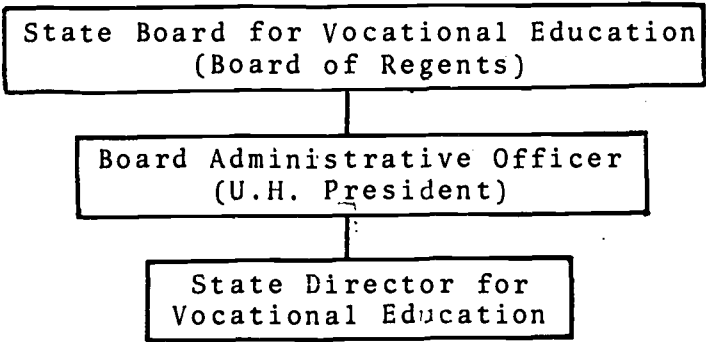 State Board for Vocational Education
(Board of Regents)
Board Administrative Officer
(U.H. President)
State Director for
Vocational Education